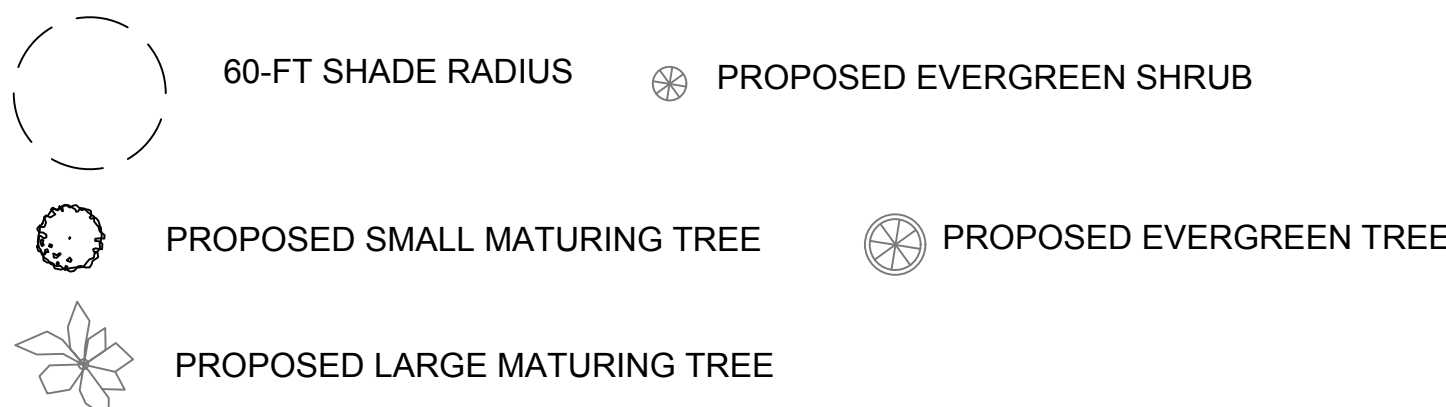 60-FT SHADE RADIUS
PROPOSED EVERGREEN SHRUB
PROPOSED SMALL MATURING TREE
PROPOSED EVERGREEN TREE
PROPOSED LARGE MATURING TREE